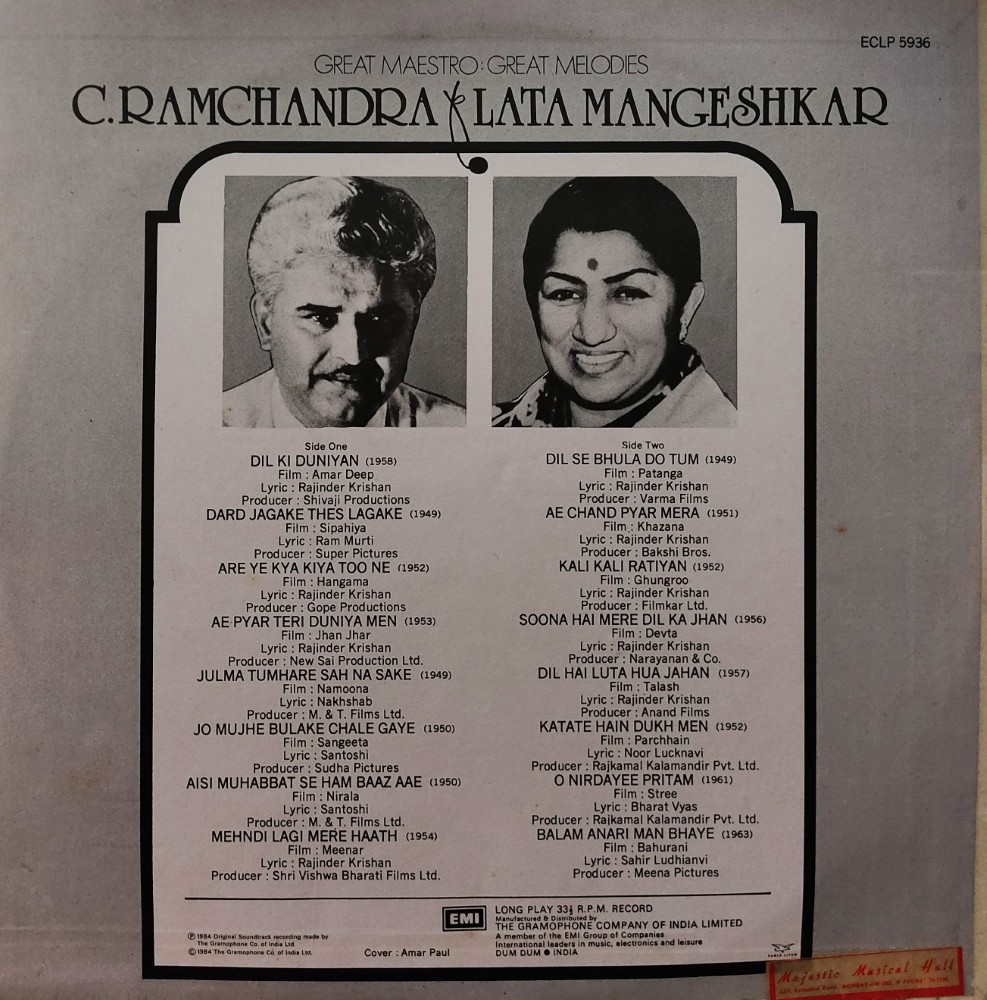 ECLP 5936
GREAT MAESTRO: GREAT MELODIES
C.RAMCHANDRA & LATA MANGESHKAR
Side One
DIL KI DUNIYAN (1958)
Film : Amar Deep
Lyric : Rajinder Krishan
Producer : Shivaji Productions
DARD JAGAKE THES LAGAKE (1949)
Film : Sipahiya
Lyric : Ram Murti
Producer : Super Pictures
ARE YE KYA KIYA TOO NE (1952)
Film : Hangama
Lyric : Rajinder Krishan
Producer : Gope Productions
AE PYAR TERI DUNIYA MEN (1953)
Film : Jhan Jhar
Lyric : Rajinder Krishan
Producer : New Sai Production Ltd.
JULMA TUMHARE SAH NA SAKE (1949)
Film : Namoona
Lyric : Nakhshab
Producer : M. & T. Films Ltd.
JO MUJHE BULAKE CHALE GAYE (1950)
Film : Sangeeta
Lyric : Santoshi
Producer : Sudha Pictures
AISI MUHABBAT SE HAM BAAZ AAE (1950)
Film : Nirala
Lyric : Santoshi
Producer : M. & T. Films Ltd.
MEHNDI LAGI MERE HAATH (1954)
Film : Meenar
Lyric : Rajinder Krishan
Producer : Shri Vishwa Bharati Films Ltd.
Side Two
DIL SE BHULA DO TUM (1949)
Film : Patanga
Lyric : Rajinder Krishan
Producer : Varma Films
AE CHAND PYAR MERA (1951)
Film : Khazana
Lyric : Rajinder Krishan
Producer : Bakshi Bros.
KALI KALI RATIYAN (1952)
Film : Ghungroo
Lyric : Rajinder Krishan
Producer : Filmkar Ltd.
SOONA HAI MERE DIL KA JHAN (1956)
Film : Devta
Lyric : Rajinder Krishan
Producer : Narayanan & Co.
DIL HAI LUTA HUA JAHAN (1957)
Film : Talash
Lyric : Rajinder Krishan
Producer : Anand Films
KATATE HAIN DUKH MEN (1952)
Film : Parchhain
Lyric : Noor Lucknavi
Producer : Rajkamal Kalamandir Pvt. Ltd.
O NIRDAYEE PRITAM (1961)
Film : Stree
Lyric : Bharat Vyas
Producer : Rajkamal Kalamandir Pvt. Ltd.
BALAM ANARI MAN BHAYE (1963)
Film : Bahurani
Lyric : Sahir Ludhianvi
Producer : Meena Pictures
℗ 1984 Original Soundtrack recording made by
The Gramophone Co. of India Ltd.
© 1984 The Gramophone Co. of India Ltd.
Cover : Amar Paul
EMI
LONG PLAY 33⅓ R.P.M. RECORD
Manufactured & Distributed by
THE GRAMOPHONE COMPANY OF INDIA LIMITED
A member of the EMI Group of Companies
International leaders in music, electronics and leisure
DUM DUM ● INDIA
Majestic Musical Hall